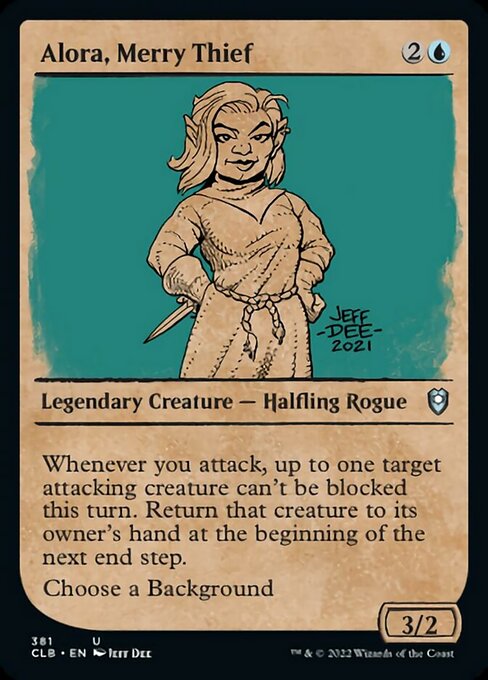 Alora, Merry Thief 2
JEFF
-DEE-
2021
Legendary Creature — Halfling Rogue
Whenever you attack, up to one target
attacking creature can't be blocked
this turn. Return that creature to its
owner's hand at the beginning of the
next end step.
Choose a Background
3/2
381 U
CLB • EN Jeff Dee
™ & © 2022 Wizards of the Coast